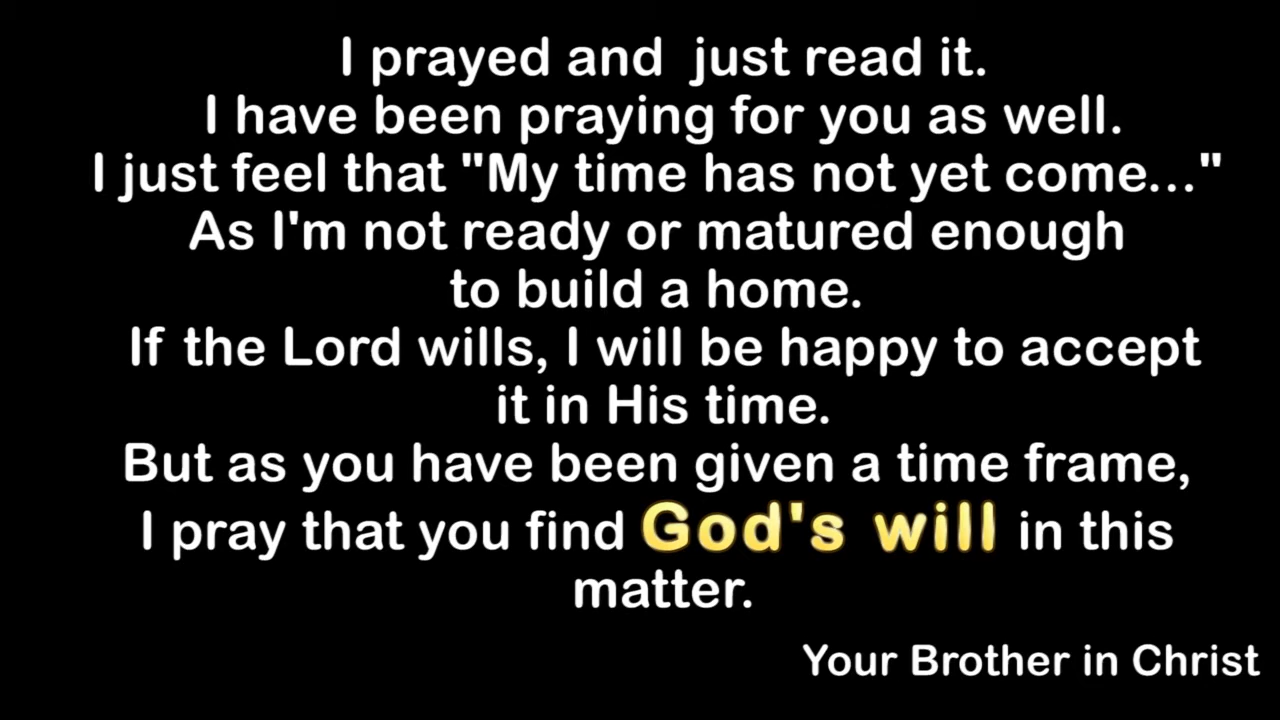 I prayed and just read it.
I have been praying for you as well.
I just feel that "My time has not yet come..."
As I'm not ready or matured enough
to build a home.
If the Lord wills, I will be happy to accept
it in His time.
But as you have been given a time frame,
I pray that you find God's will in this
matter.
Your Brother in Christ